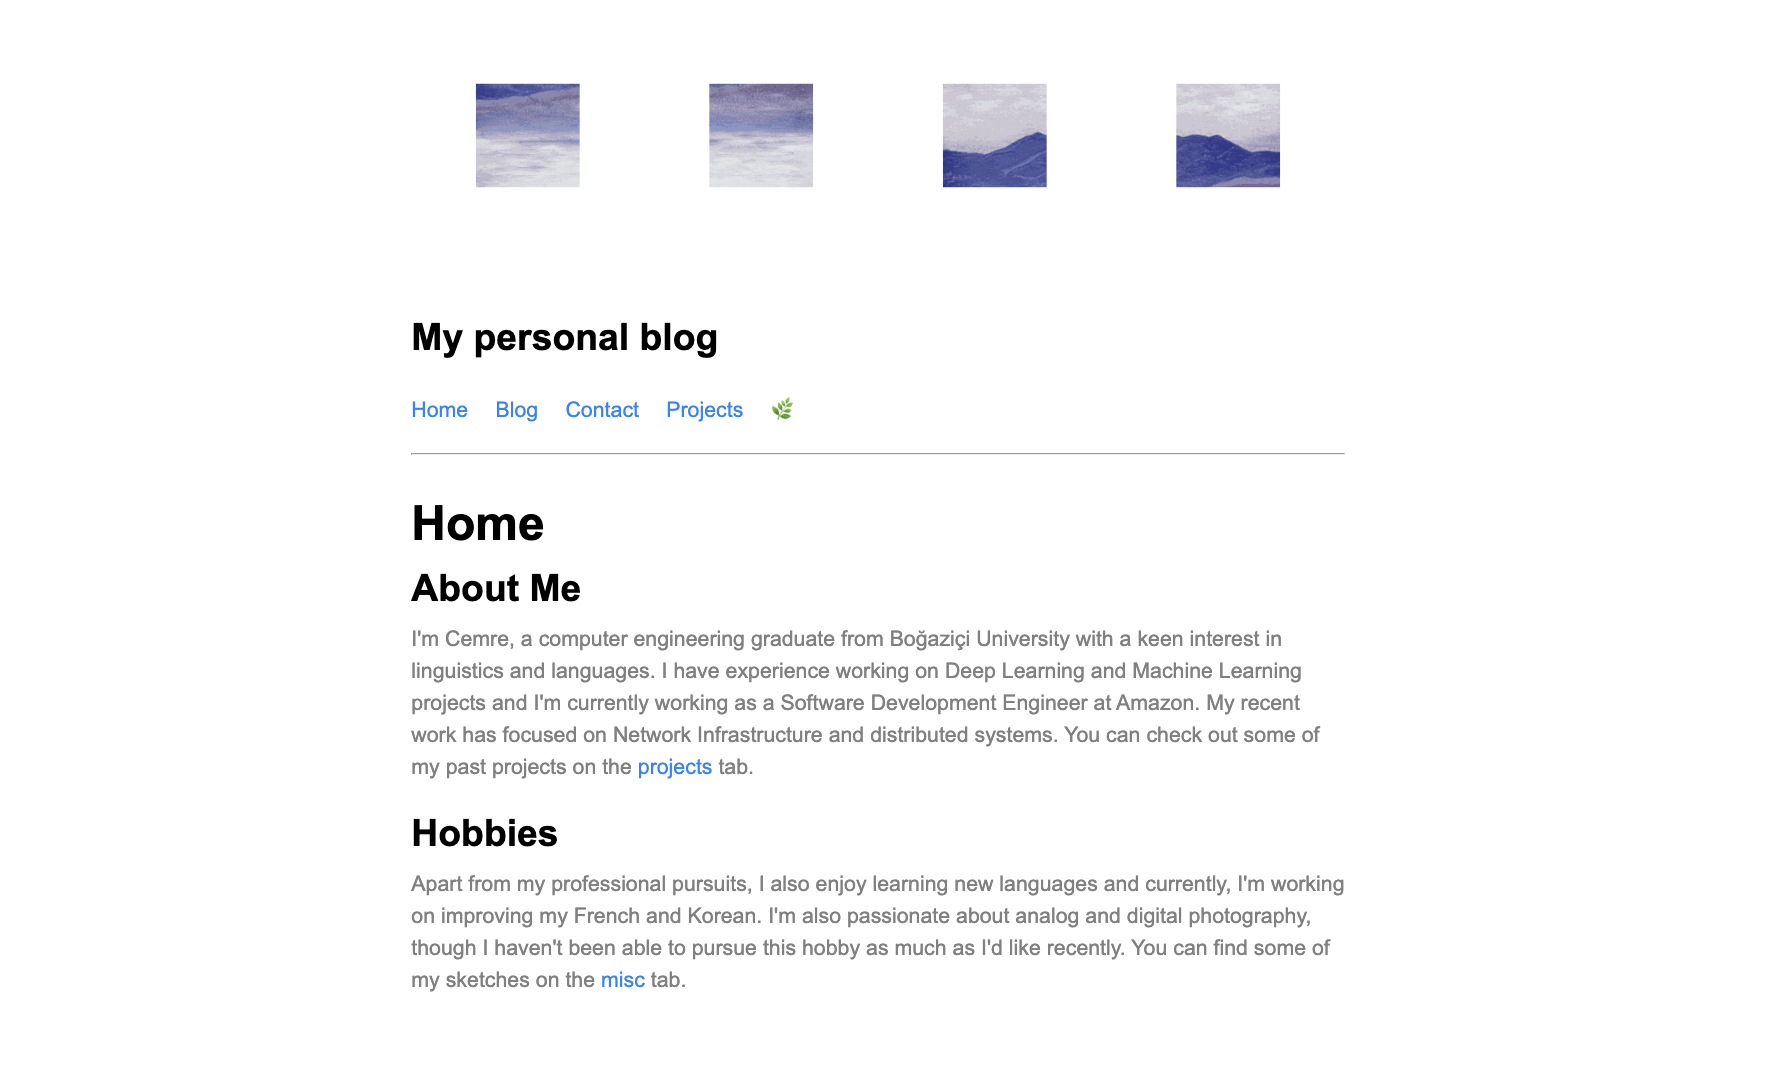 My personal blog
Home Blog Contact Projects 🌿
Home
About Me
I'm Cemre, a computer engineering graduate from Boğaziçi University with a keen interest in
linguistics and languages. I have experience working on Deep Learning and Machine Learning
projects and I'm currently working as a Software Development Engineer at Amazon. My recent
work has focused on Network Infrastructure and distributed systems. You can check out some of
my past projects on the projects tab.
Hobbies
Apart from my professional pursuits, I also enjoy learning new languages and currently, I'm working
on improving my French and Korean. I'm also passionate about analog and digital photography,
though I haven't been able to pursue this hobby as much as I'd like recently. You can find some of
my sketches on the misc tab.